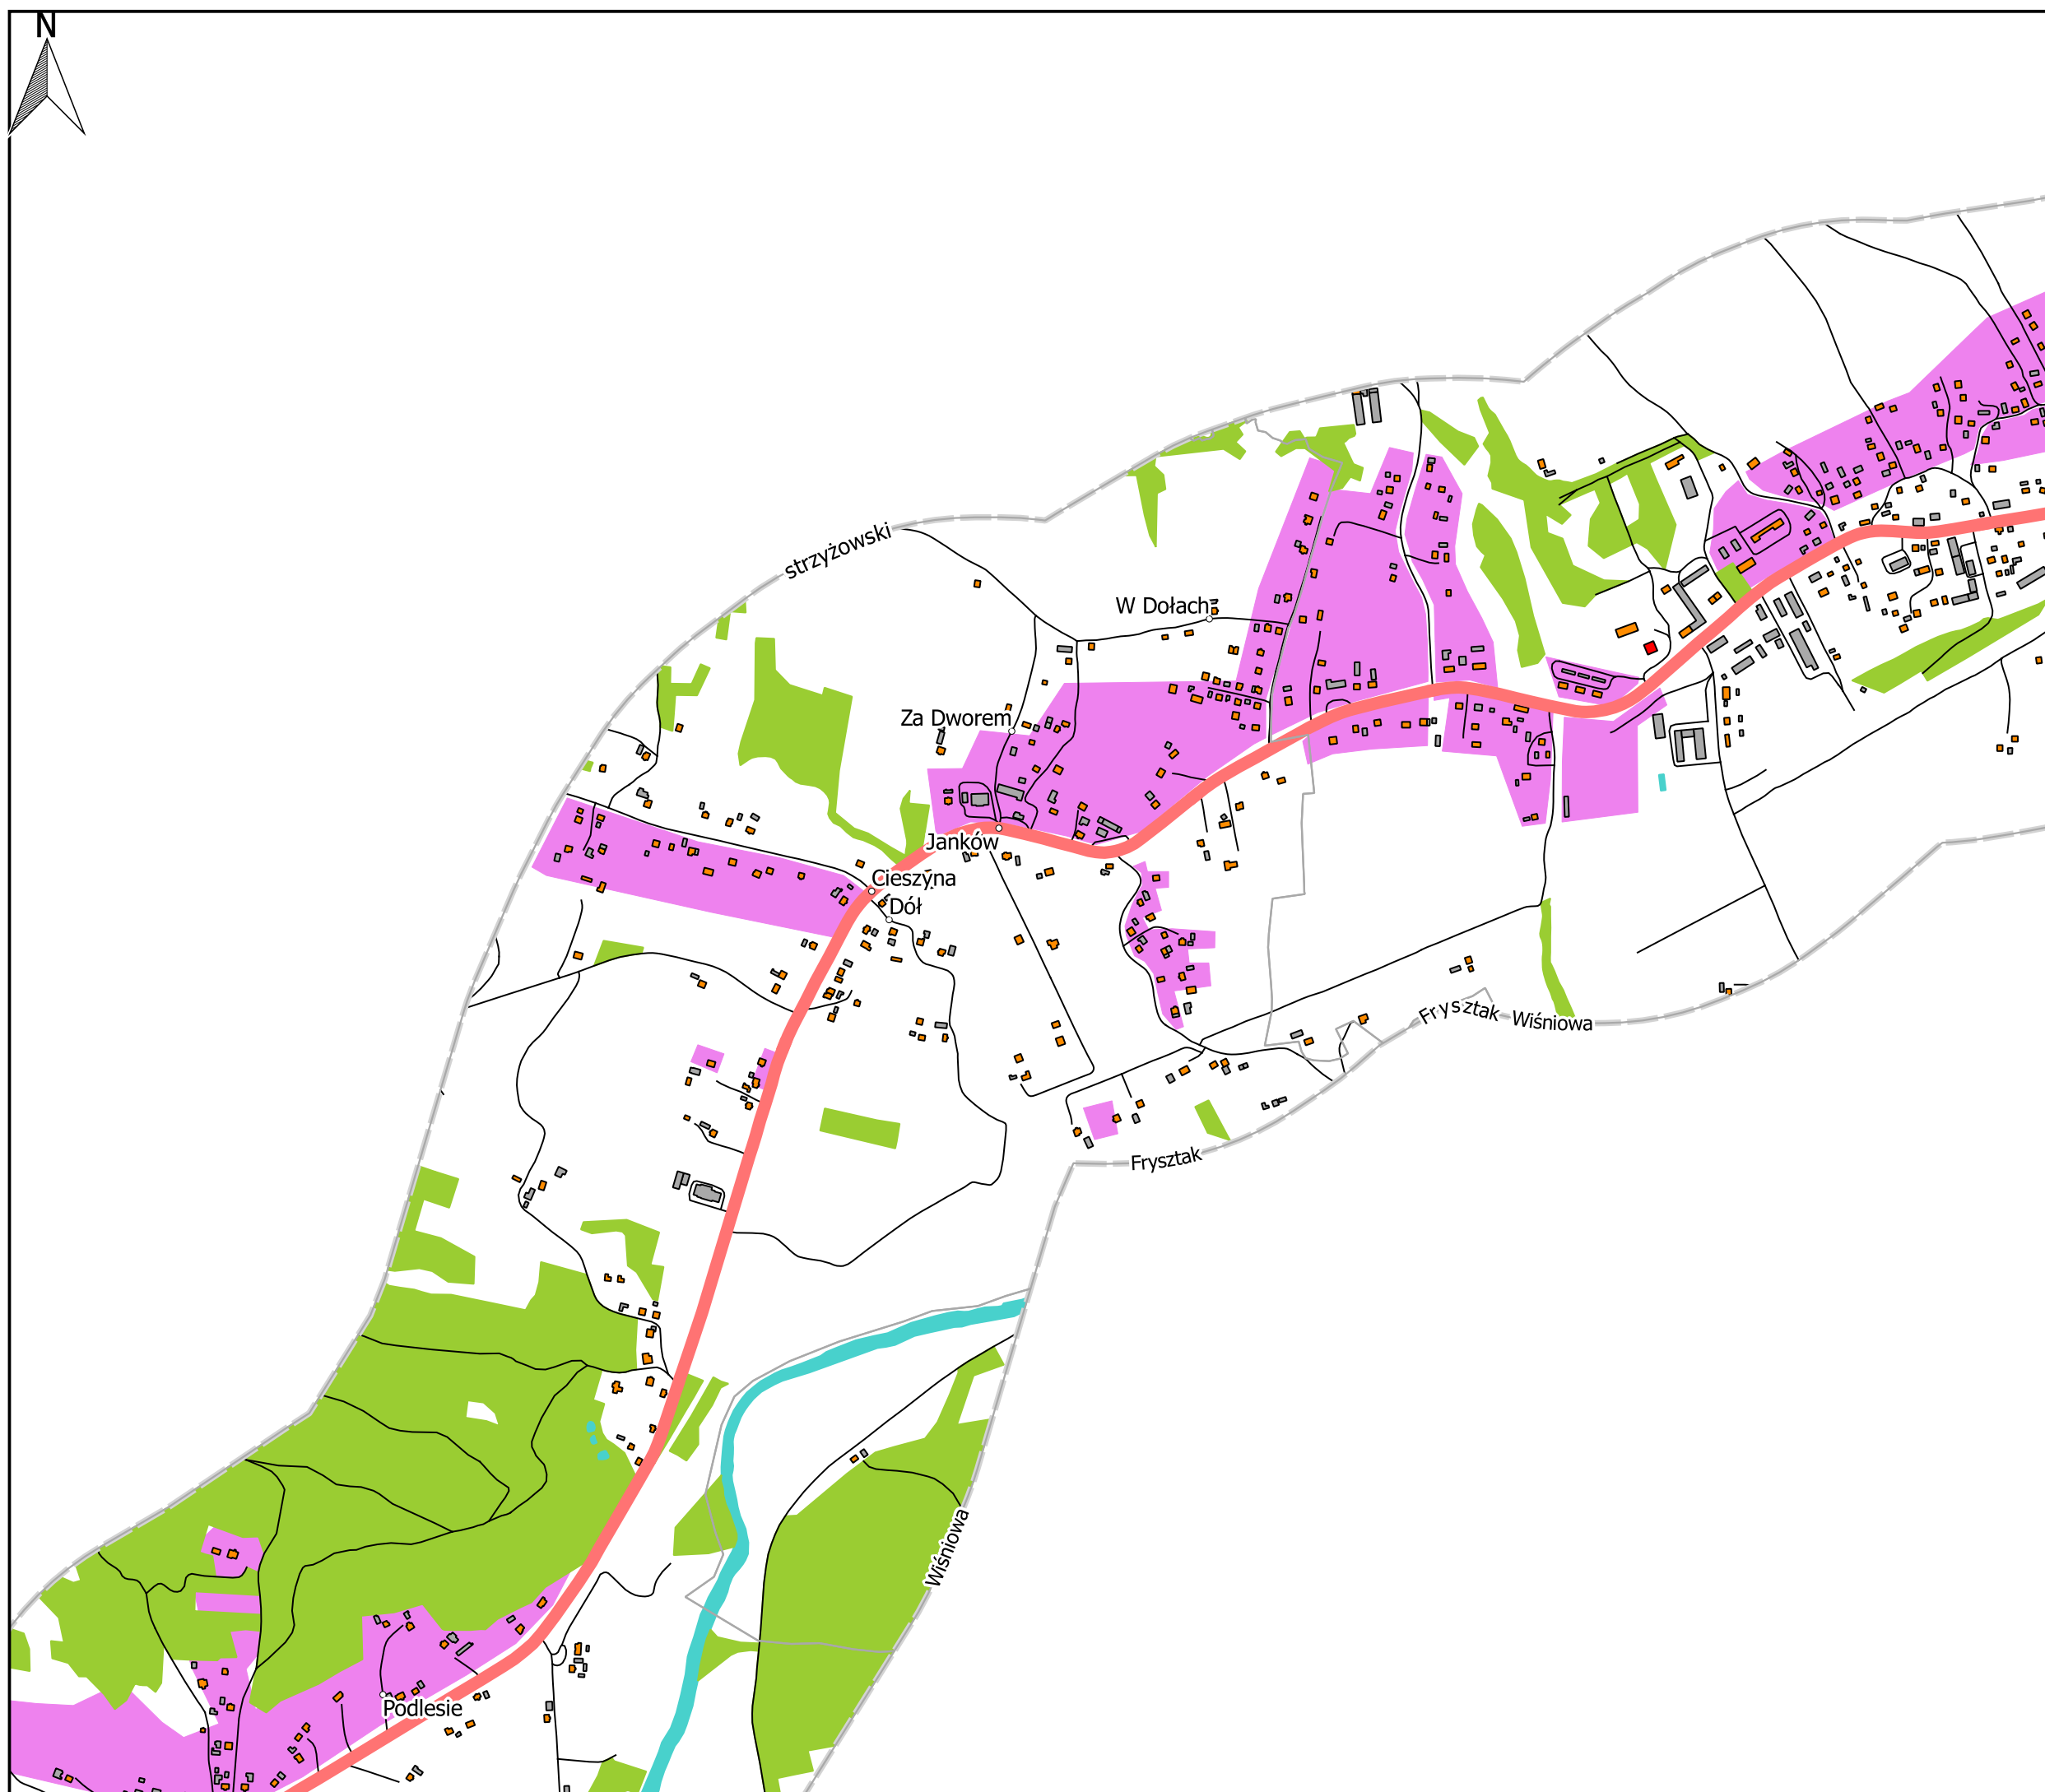 N
strzyżowski
W Dołach
Za Dworem
Janków
Cieszyna
Dół
Frysztak
Wiśniowa
Frysztak
Wiśniowa
Podlesie